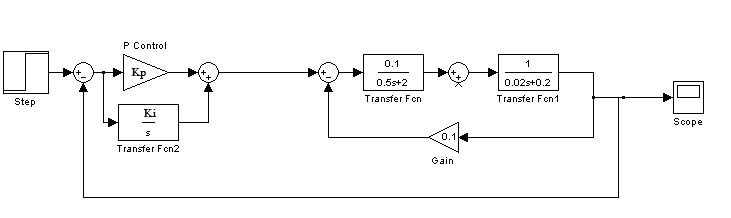 P Control
Kp
Step
Ki
s
Transfer Fcn2
0.1
0.5s+2
Transfer Fcn
1
0.02s+0.2
Transfer Fcn1
0.1
Gain
Scope